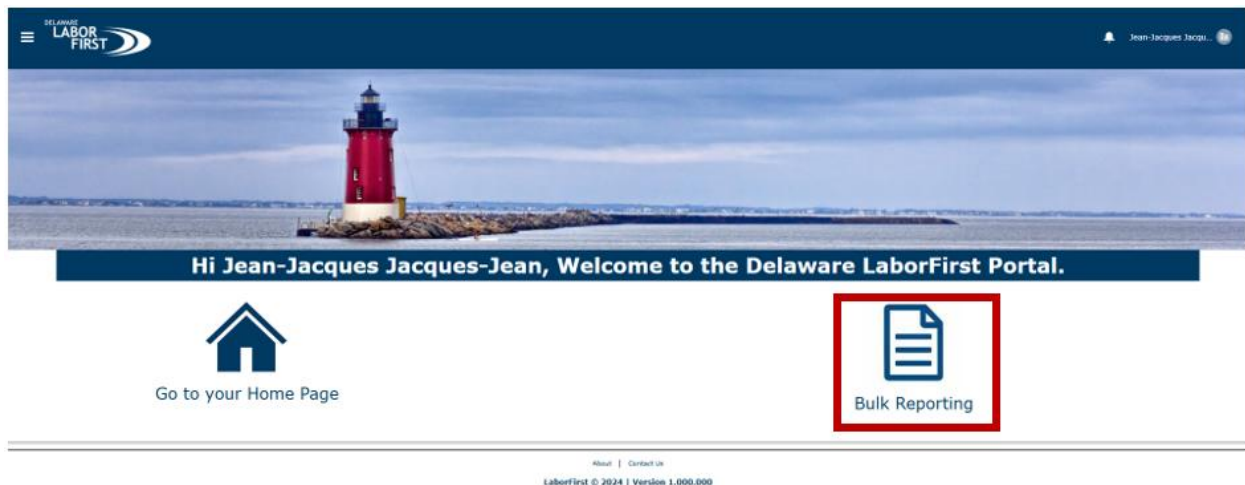 DELAWARE
LABOR
FIRST
Jean-Jacques Jacqu...
Hi Jean-Jacques Jacques-Jean, Welcome to the Delaware LaborFirst Portal.
Go to your Home Page
Bulk Reporting
About | Contact Us
LaborFirst © 2024 | Version 1.000.000